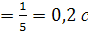 = 1/5 = 0,2 c